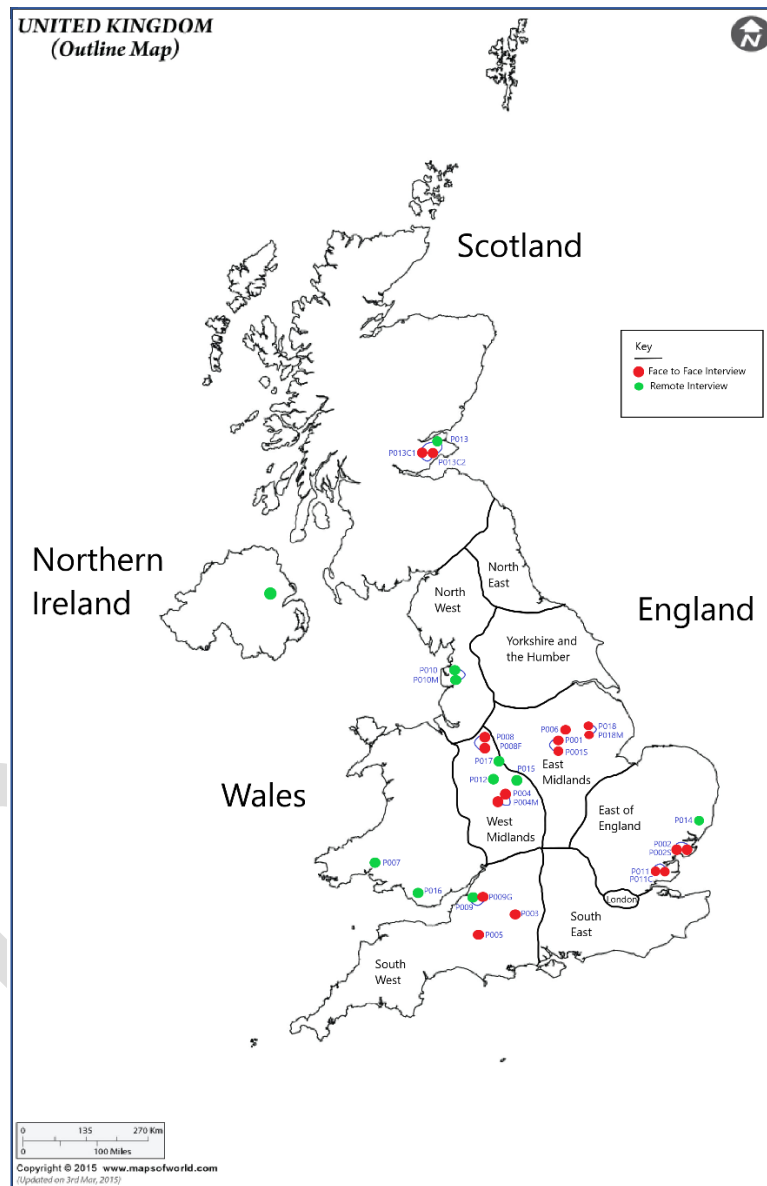 UNITED KINGDOM
(Outline Map)
N
Scotland
Key
Face to Face Interview
Remote Interview
P013
P013C1
P013C2
Northern
Ireland
North
East
North
West
England
Yorkshire and
the Humber
P010
P010M
P018
P006
P018M
P008
P001
P008F
P001S
P017
East
Midlands
P015
P012
Wales
P004
P004M
East of
England
P014
West
Midlands
P002
P002S
P007
P011
P011C
P016
P009G
P009
London
P003
South
East
P005
South
West
0 135 270 Km
0 100 Miles
Copyright © 2015 www.mapsofworld.com
(Updated on 3rd Mar, 2015)